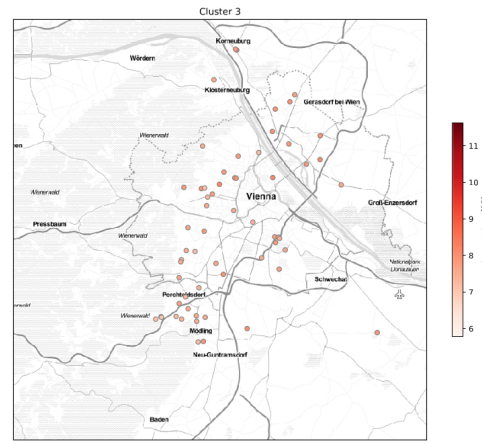 Cluster 3
Korneuburg
Wördern
Klosterneuburg
Gerasdorf bei Wien
Wienerwald
en
Wienerwald
Vienna
Groß-Enzersdorf
Pressbaum
Wienerwald
Nationalpark
Donauauen
Schwechat
Perchtoldsdorf
Wienerwald
Mödling
Neu-Guntramsdorf
Baden
11
10
9
8
7
6